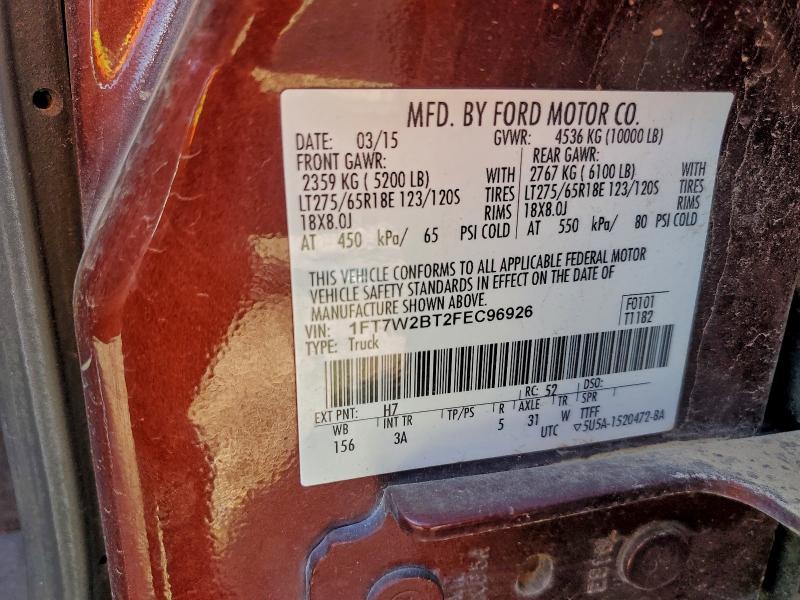 MFD. BY FORD MOTOR CO.
DATE: 03/15 GVWR: 4536 KG (10000 LB)
FRONT GAWR: REAR GAWR:
2359 KG ( 5200 LB) WITH 2767 KG ( 6100 LB) WITH
LT275/65R18E 123/120S TIRES LT275/65R18E 123/120S TIRES
18X8.0J RIMS 18X8.0J RIMS
AT 450 kPa/ 65 PSI COLD AT 550 kPa/ 80 PSI COLD
THIS VEHICLE CONFORMS TO ALL APPLICABLE FEDERAL MOTOR
VEHICLE SAFETY STANDARDS IN EFFECT ON THE DATE OF
MANUFACTURE SHOWN ABOVE.
VIN: 1FT7W2BT2FEC96926 F0101
TYPE: Truck T1182
EXT PNT: H7 RC: 52 DSO:
WB INT TR TP/PS R AXLE TR SPR
156 3A 5 31 W TTFF
UTC ▽5U5A-1520472-BA